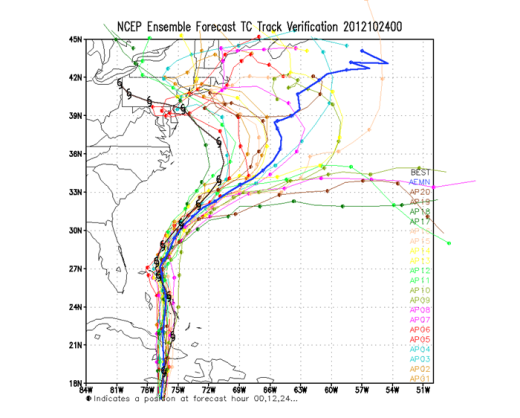 NCEP Ensemble Forecast TC Track Verification 2012102400
45N
42N
39N
36N
33N
30N
27N
24N
21N
18N
BEST
AEMN
AP20
AP19
AP18
AP17
AP15
AP12
AP11
AP10
AP09
AP08
AP07
AP06
AP05
AP04
AP03
AP02
AP01
84W 81W 78W 75W 72W 69W 66W 63W 60W 57W 54W 51W
Indicates a position at forecast hour 00,12,24...